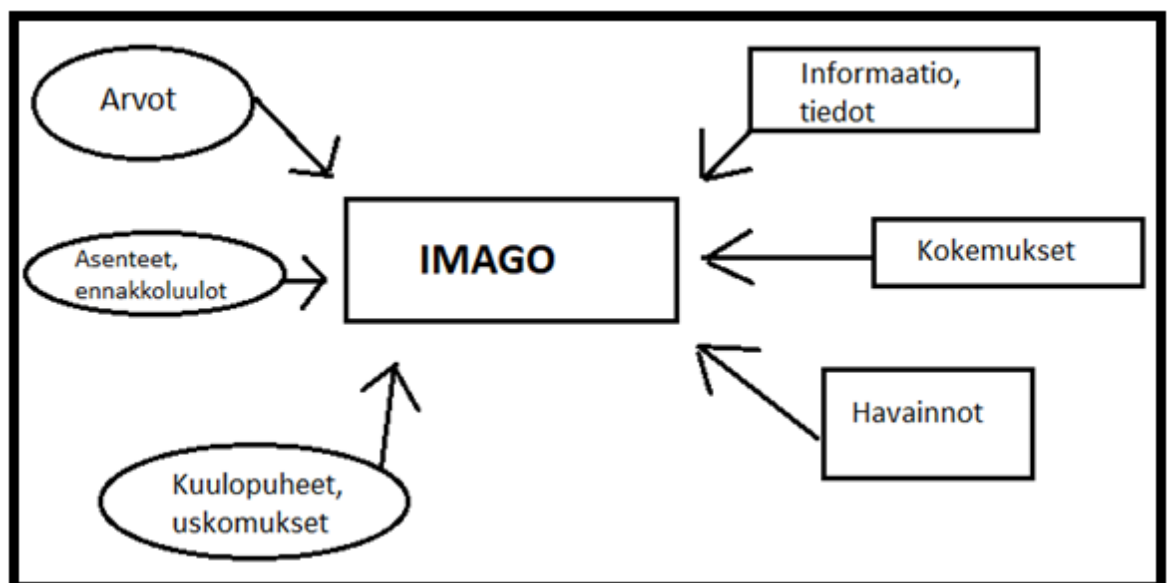 Arvot
Informaatio,
tiedot
Asenteet,
ennakkoluulot
IMAGO
Kokemukset
Havainnot
Kuulopuheet,
uskomukset